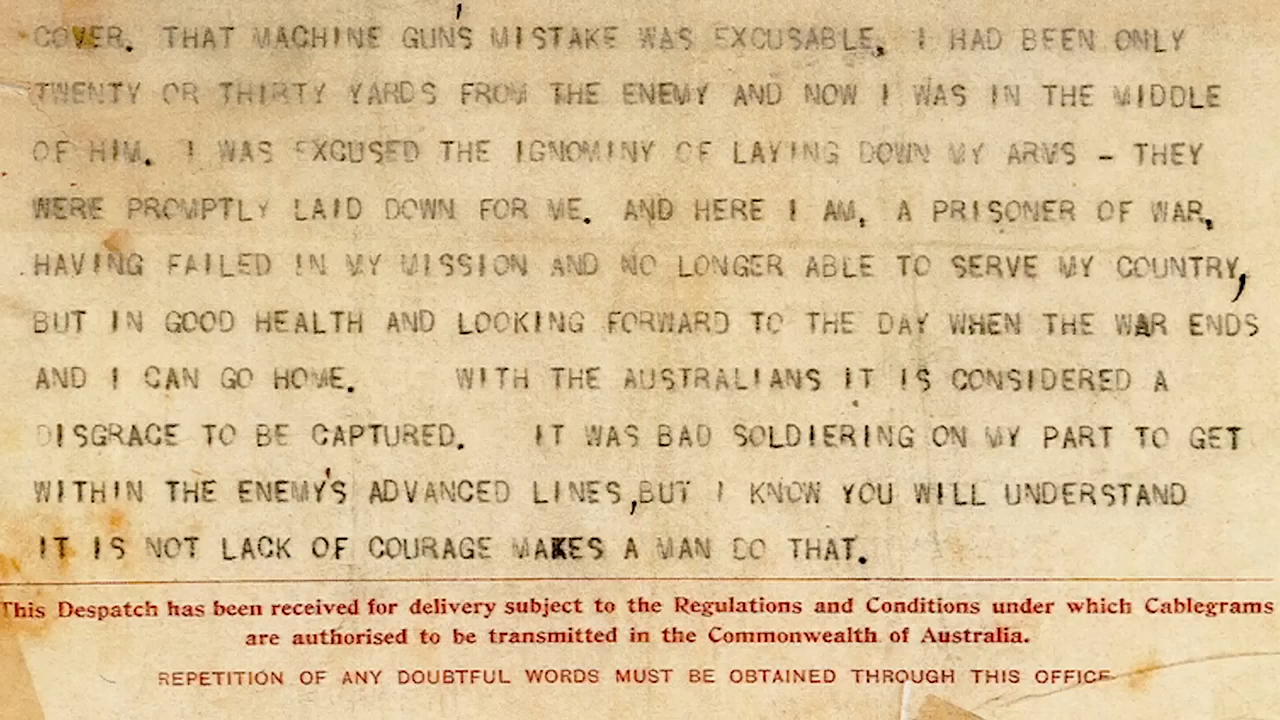 COVER. THAT MACHINE GUN'S MISTAKE WAS EXCUSABLE, I HAD BEEN ONLY
TWENTY OR THIRTY YARDS FROM THE ENEMY AND NOW I WAS IN THE MIDDLE
OF HIM. I WAS EXCUSED THE IGNOMINY OF LAYING DOWN MY ARMS - THEY
WERE PROMPTLY LAID DOWN FOR ME. AND HERE I AM, A PRISONER OF WAR,
HAVING FAILED IN MY MISSION AND NO LONGER ABLE TO SERVE MY COUNTRY,
BUT IN GOOD HEALTH AND LOOKING FORWARD TO THE DAY WHEN THE WAR ENDS
AND I CAN GO HOME. WITH THE AUSTRALIANS IT IS CONSIDERED A
DISGRACE TO BE CAPTURED. IT WAS BAD SOLDIERING ON MY PART TO GET
WITHIN THE ENEMY'S ADVANCED LINES, BUT I KNOW YOU WILL UNDERSTAND
IT IS NOT LACK OF COURAGE MAKES A MAN DO THAT.
This Despatch has been received for delivery subject to the Regulations and Conditions under which Cablegrams
are authorised to be transmitted in the Commonwealth of Australia.
REPETITION OF ANY DOUBTFUL WORDS MUST BE OBTAINED THROUGH THIS OFFICE